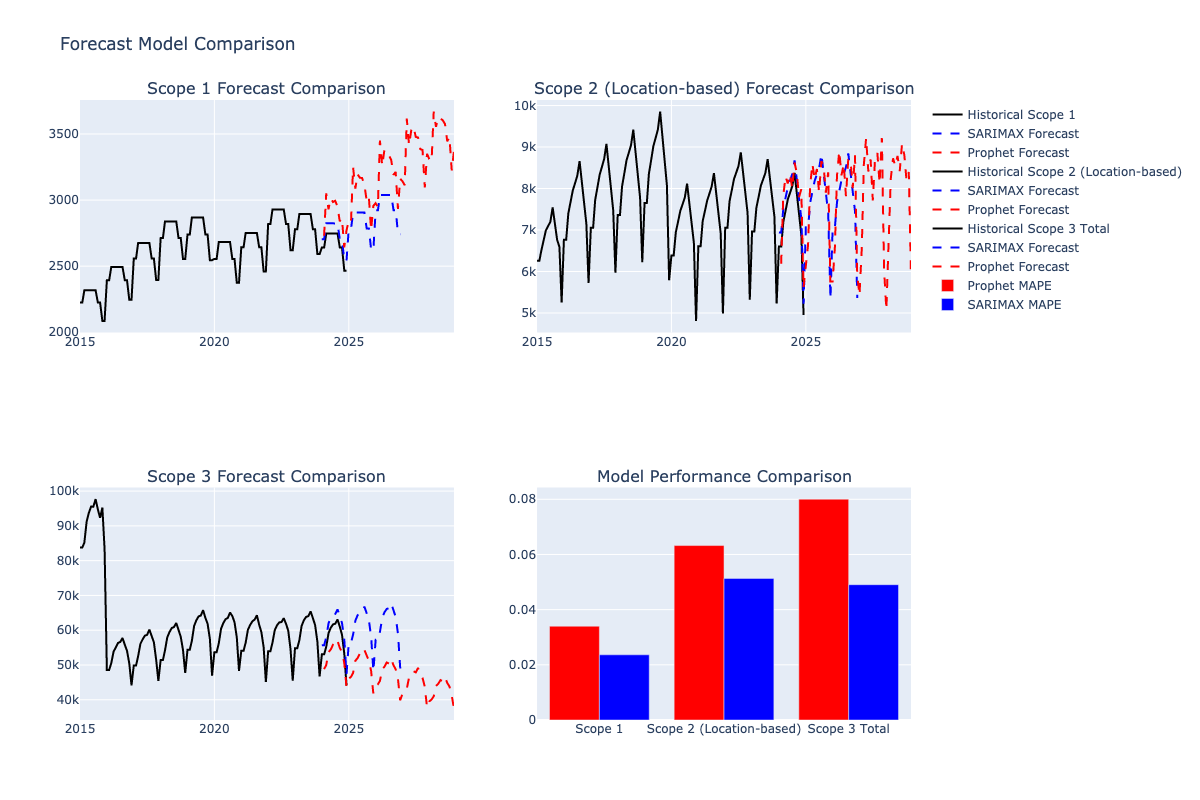 Forecast Model Comparison
Scope 1 Forecast Comparison
3500
3000
2500
2000
2015
2020
2025
Scope 2 (Location-based) Forecast Comparison
10k
9k
8k
7k
6k
5k
2015
2020
2025
Historical Scope 1
SARIMAX Forecast
Prophet Forecast
Historical Scope 2 (Location-based)
SARIMAX Forecast
Prophet Forecast
Historical Scope 3 Total
SARIMAX Forecast
Prophet Forecast
Prophet MAPE
SARIMAX MAPE
Scope 3 Forecast Comparison
100k
90k
80k
70k
60k
50k
40k
2015
2020
2025
Model Performance Comparison
0.08
0.06
0.04
0.02
0
Scope 1
Scope 2 (Location-based)
Scope 3 Total